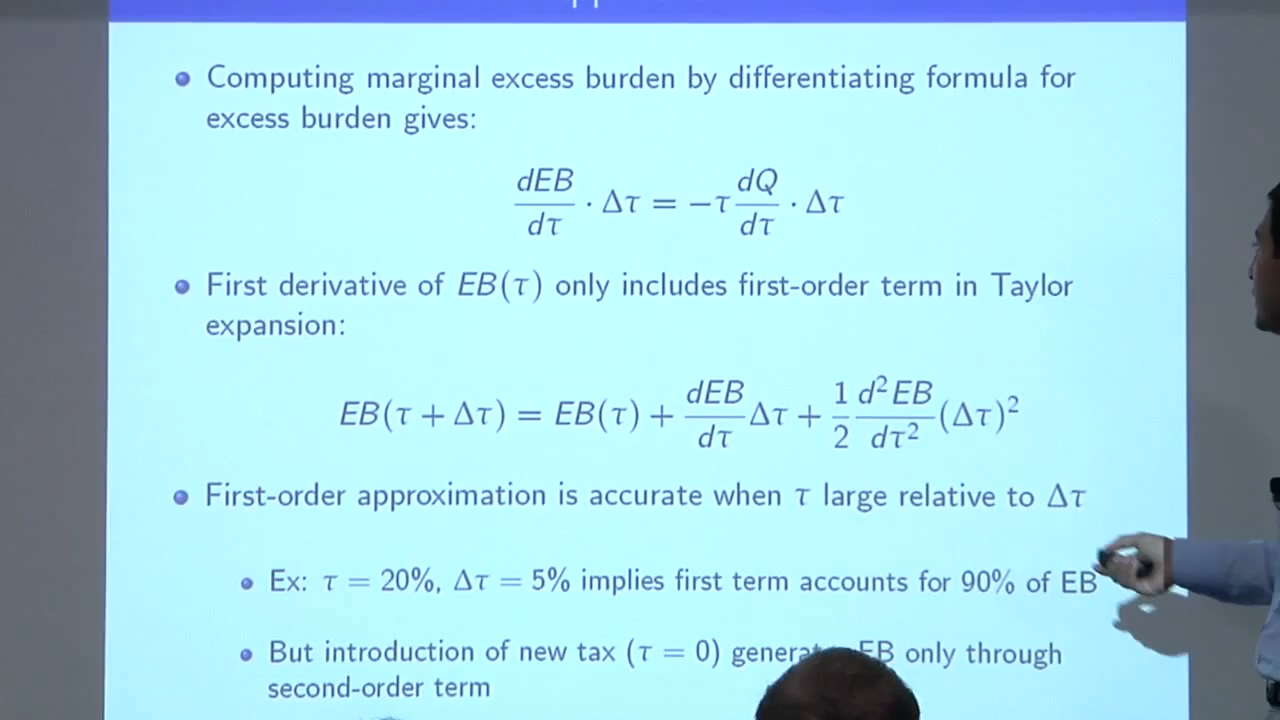 Computing marginal excess burden by differentiating formula for
excess burden gives:
dEB/dτ · Δτ = −τ dQ/dτ · Δτ
First derivative of EB(τ) only includes first-order term in Taylor
expansion:
EB(τ + Δτ) = EB(τ) + dEB/dτ Δτ + 1/2 d²EB/dτ² (Δτ)²
First-order approximation is accurate when τ large relative to Δτ
Ex: τ = 20%, Δτ = 5% implies first term accounts for 90% of EB
But introduction of new tax (τ = 0) EB only through
second-order term